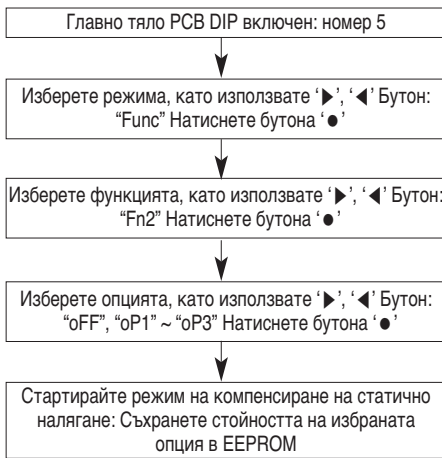 Главно тяло PCB DIP включен: номер 5
Изберете режима, като използвате ‘▶’, ‘◀’ Бутон:
“Func” Натиснете бутона ‘●’
Изберете функцията, като използвате ‘▶’, ‘◀’ Бутон:
“Fn2” Натиснете бутона ‘●’
Изберете опцията, като използвате ‘▶’, ‘◀’ Бутон:
“oFF”, “oP1” ~ “oP3” Натиснете бутона ‘●’
Стартирайте режим на компенсиране на статично
налягане: Съхранете стойността на избраната
опция в EEPROM